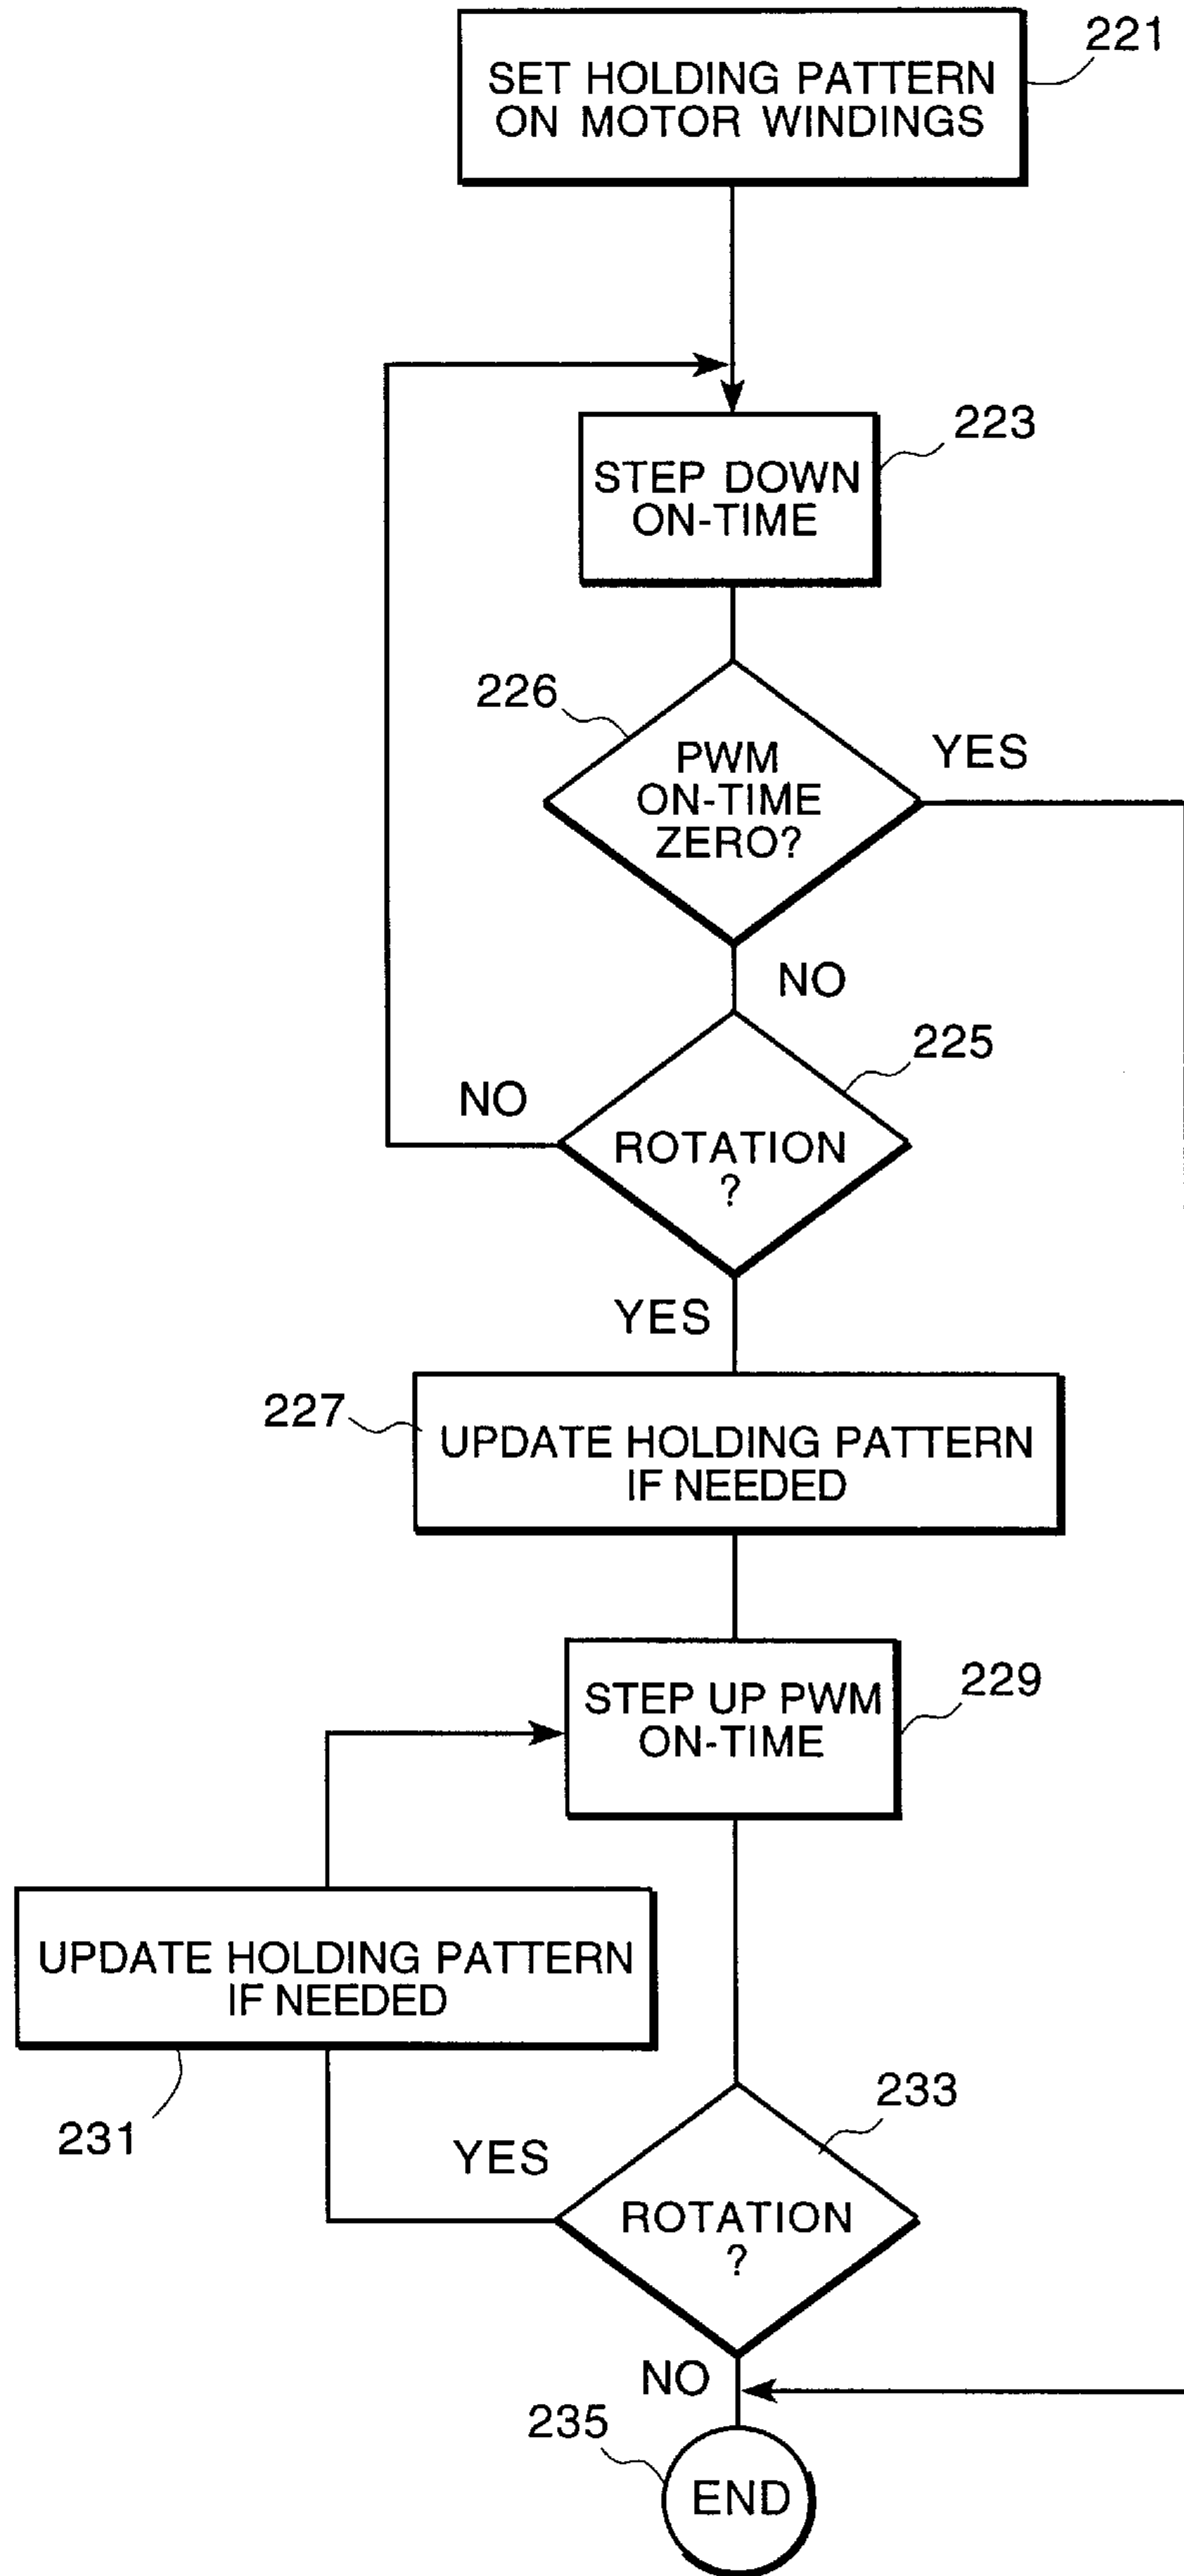 221
SET HOLDING PATTERN
ON MOTOR WINDINGS
223
STEP DOWN
ON-TIME
226
PWM
ON-TIME
ZERO?
YES
NO
225
NO
ROTATION
?
YES
227
UPDATE HOLDING PATTERN
IF NEEDED
229
STEP UP PWM
ON-TIME
UPDATE HOLDING PATTERN
IF NEEDED
231
233
YES
ROTATION
?
NO
235
END